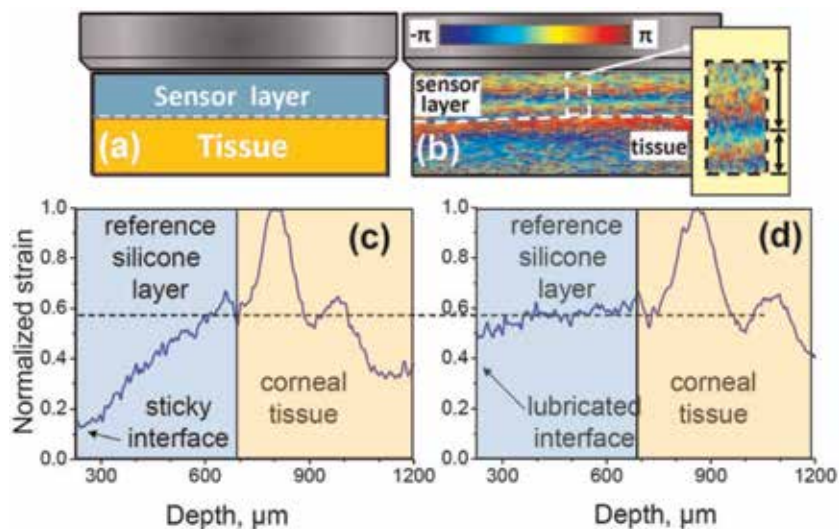 Sensor layer
Tissue
(a)
-π
π
sensor
layer
(b)
tissue
Normalized strain
1.0
0.8
0.6
0.4
0.2
0.0
reference
silicone
layer
(c)
sticky
interface
corneal
tissue
300
600
900
1200
Depth, μm
1.0
0.8
0.6
0.4
0.2
0.0
reference
silicone
layer
(d)
lubricated
interface
corneal
tissue
300
600
900
1200
Depth, μm